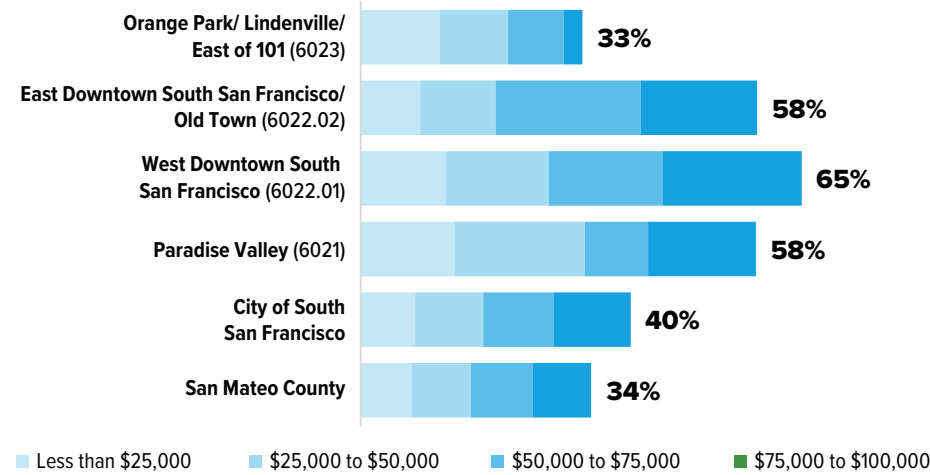 Orange Park/ Lindenville/
East of 101 (6023)
33%
East Downtown South San Francisco/
Old Town (6022.02)
58%
West Downtown South
San Francisco (6022.01)
65%
Paradise Valley (6021)
58%
City of South
San Francisco
40%
San Mateo County
34%
Less than $25,000
$25,000 to $50,000
$50,000 to $75,000
$75,000 to $100,000